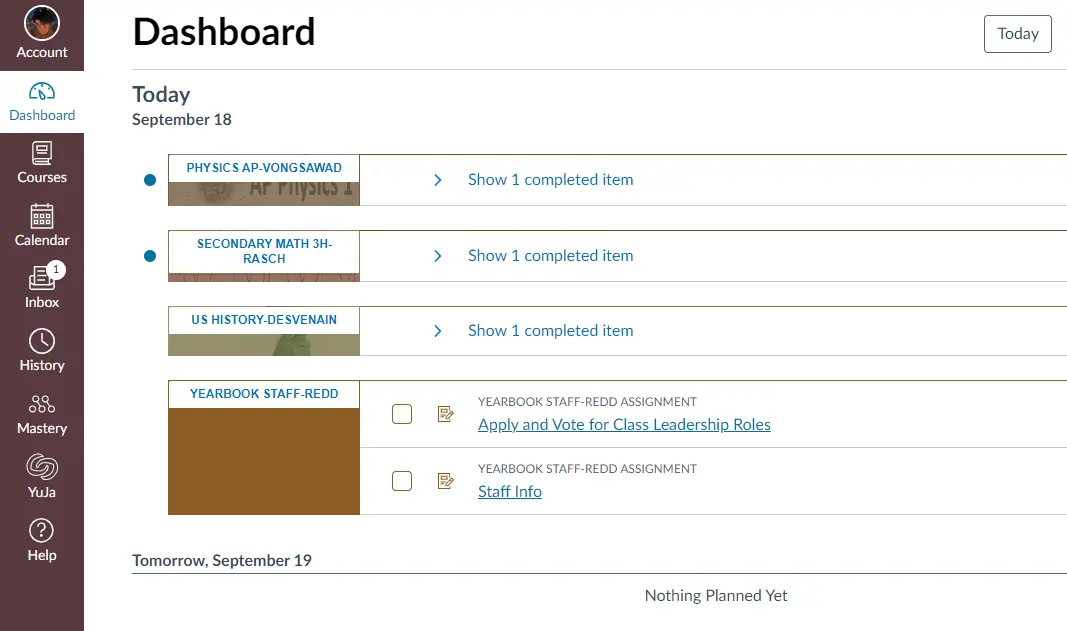 Account
Dashboard
Courses
Calendar
1
Inbox
History
Mastery
YuJa
Help
Dashboard
Today
Today
September 18
PHYSICS AP-VONGSAWAD
AP Physics 1
Show 1 completed item
SECONDARY MATH 3H-
RASCH
Show 1 completed item
US HISTORY-DESVENAIN
Show 1 completed item
YEARBOOK STAFF-REDD
YEARBOOK STAFF-REDD ASSIGNMENT
Apply and Vote for Class Leadership Roles
YEARBOOK STAFF-REDD ASSIGNMENT
Staff Info
Tomorrow, September 19
Nothing Planned Yet